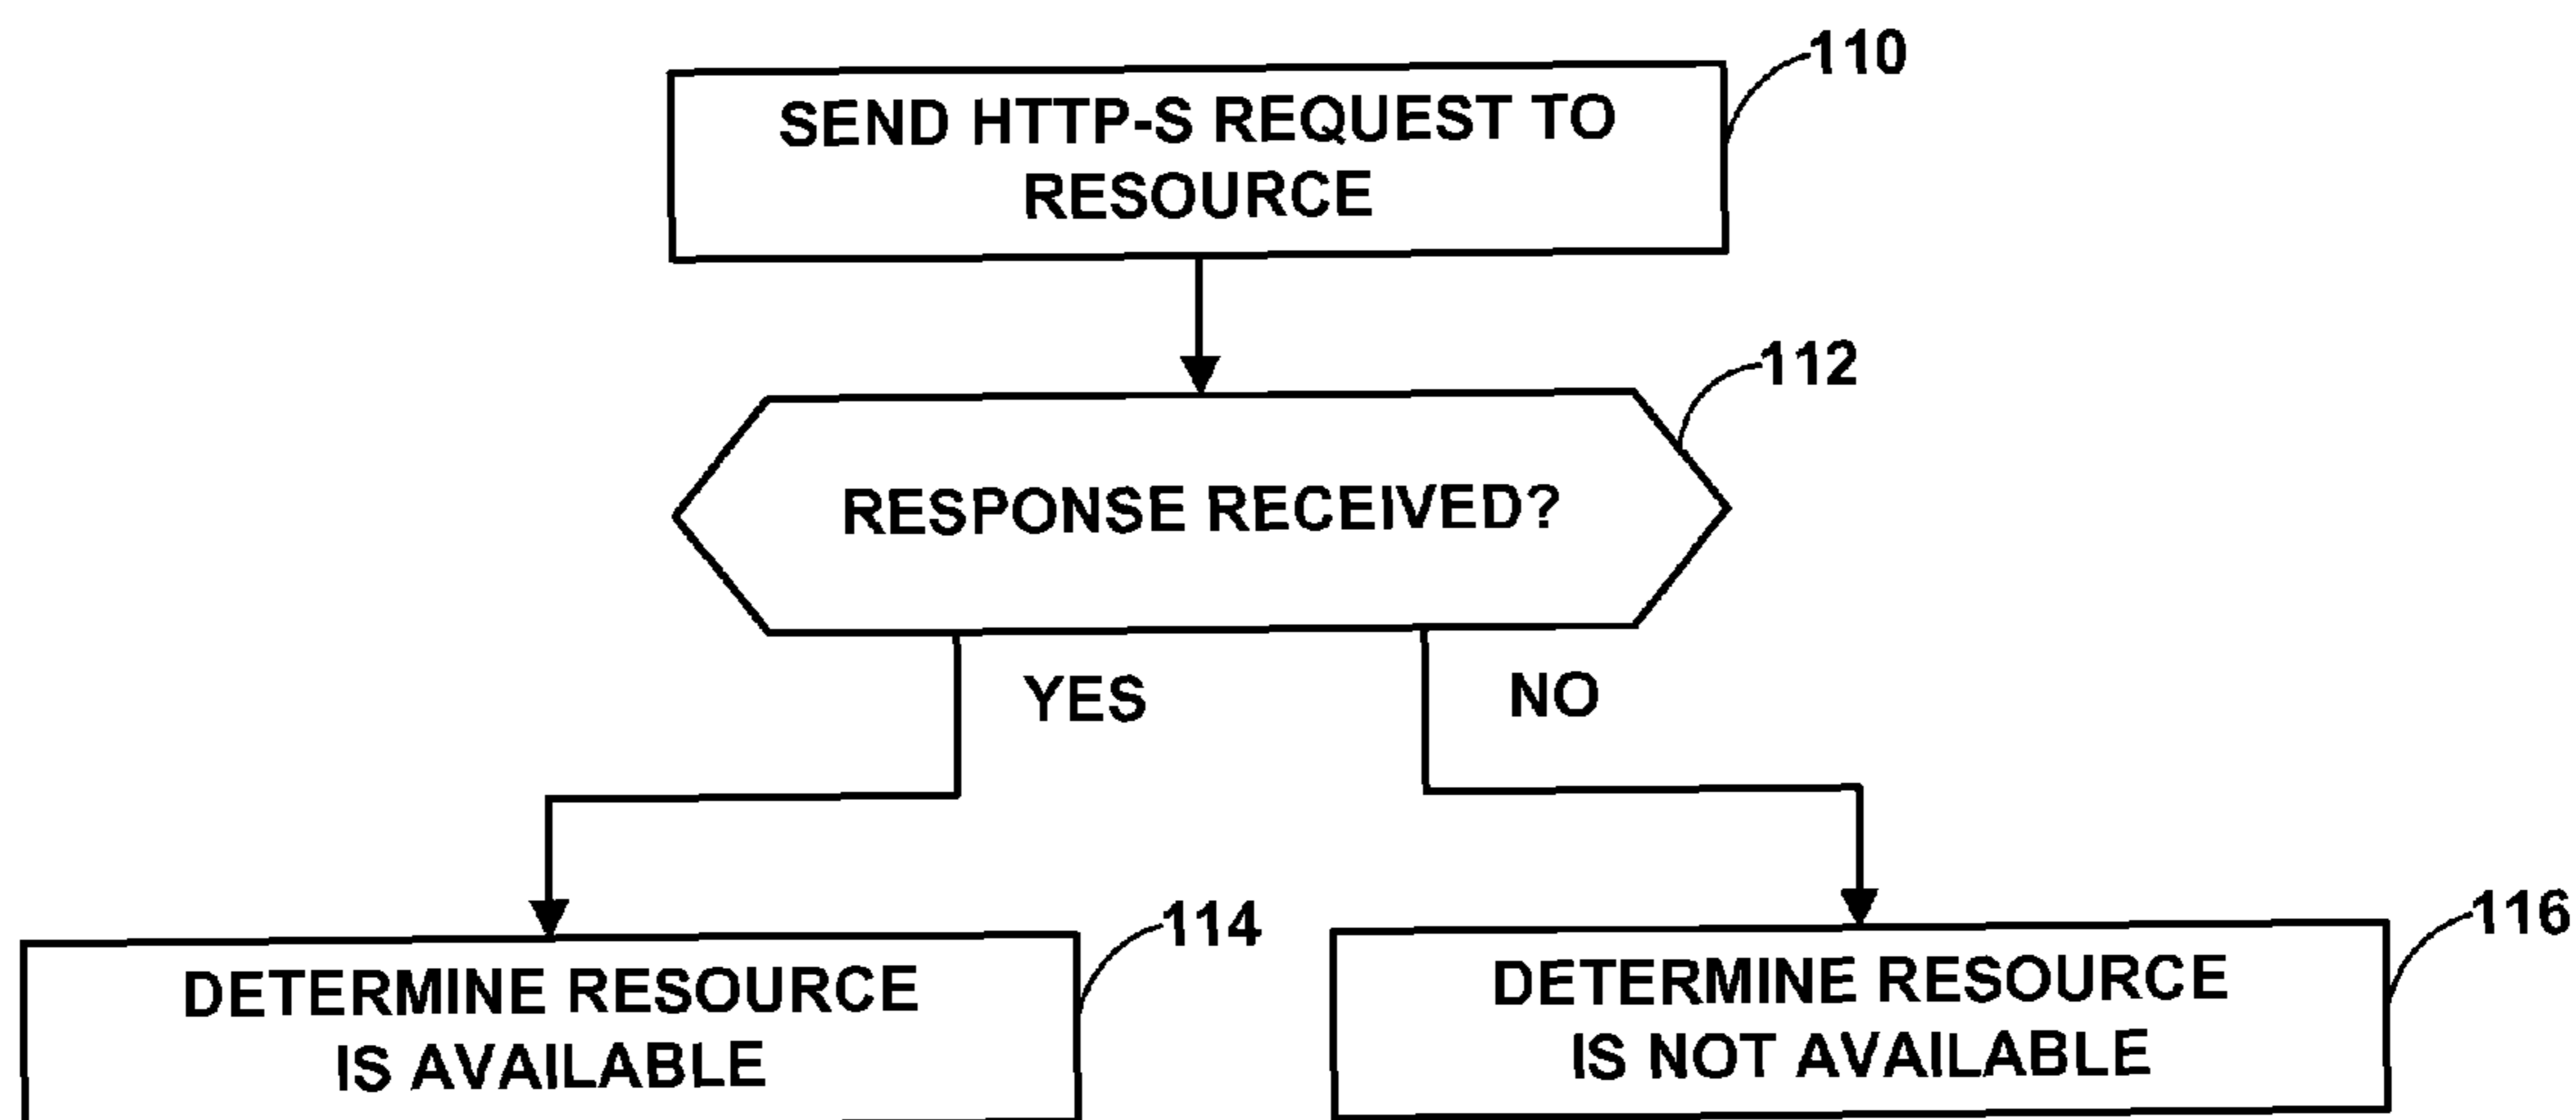 110
SEND HTTP-S REQUEST TO
RESOURCE
112
RESPONSE RECEIVED?
YES
NO
114
DETERMINE RESOURCE
IS AVAILABLE
116
DETERMINE RESOURCE
IS NOT AVAILABLE